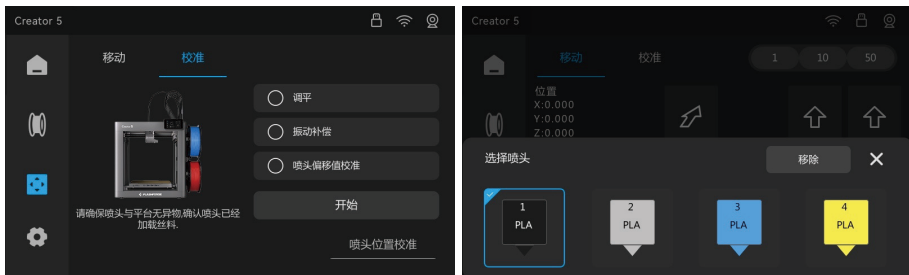 Creator 5
移动
校准
调平
振动补偿
喷头偏移值校准
开始
请确保喷头与平台无异物,确认喷头已经
加载丝料.
喷头位置校准
Creator 5
移动
校准
1
10
50
位置
X:0.000
Y:0.000
Z:0.000
选择喷头
移除
1
PLA
2
PLA
3
PLA
4
PLA